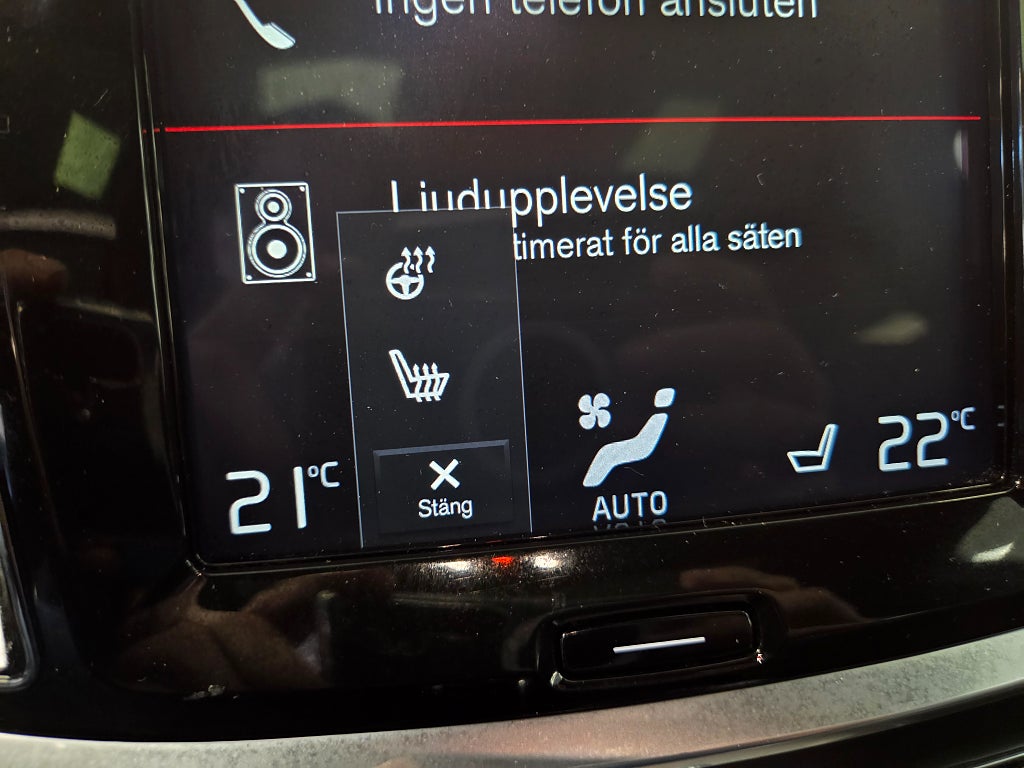 Ingen telefon ansluten
Ljudupplevelse
timerat för alla säten
21°C
Stäng
AUTO
22°C